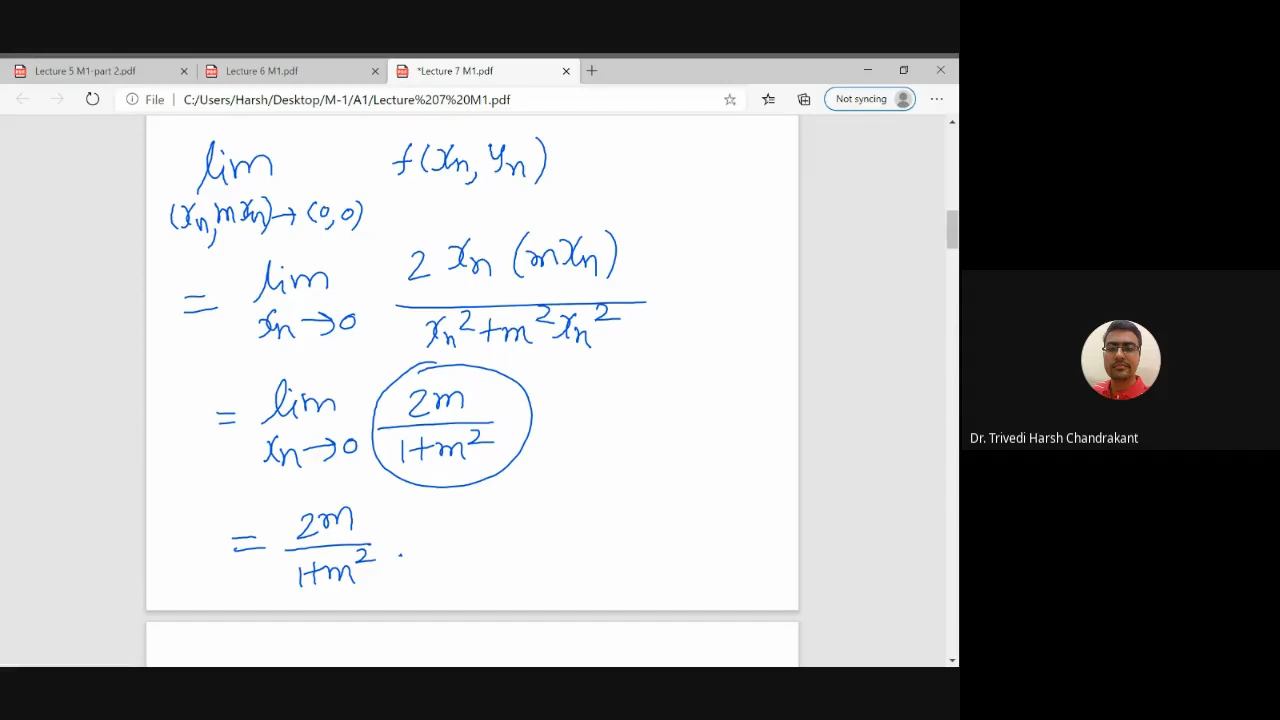 Lecture 5 M1-part 2.pdf
Lecture 6 M1.pdf
*Lecture 7 M1.pdf
File | C:/Users/Harsh/Desktop/M-1/A1/Lecture%207%20M1.pdf
Not syncing
lim f(xₙ, yₙ)
(xₙ, mxₙ) → (0, 0)
= lim 2 xₙ (mxₙ)
xₙ → 0 xₙ² + m² xₙ²
= lim 2m
xₙ → 0 1+m²
= 2m
1+m² .
Dr. Trivedi Harsh Chandrakant